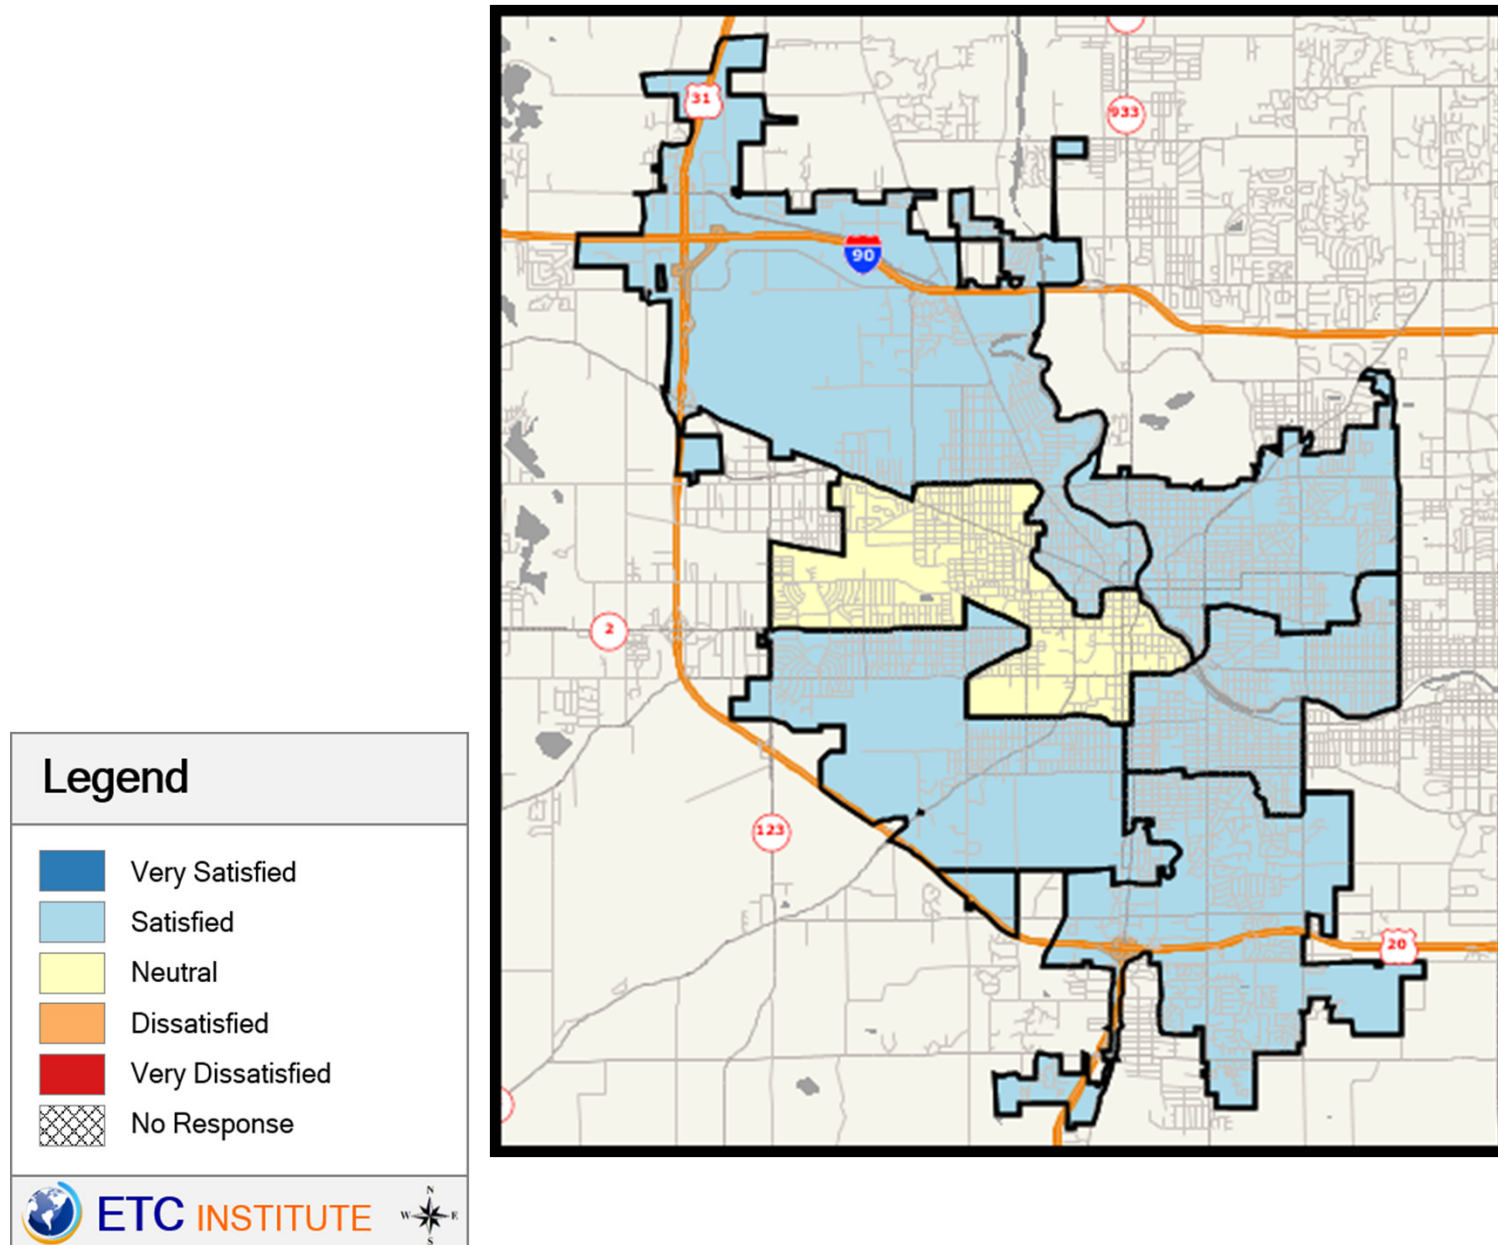 31
933
90
2
123
20
Legend
Very Satisfied
Satisfied
Neutral
Dissatisfied
Very Dissatisfied
No Response
ETC INSTITUTE
N
W E
S